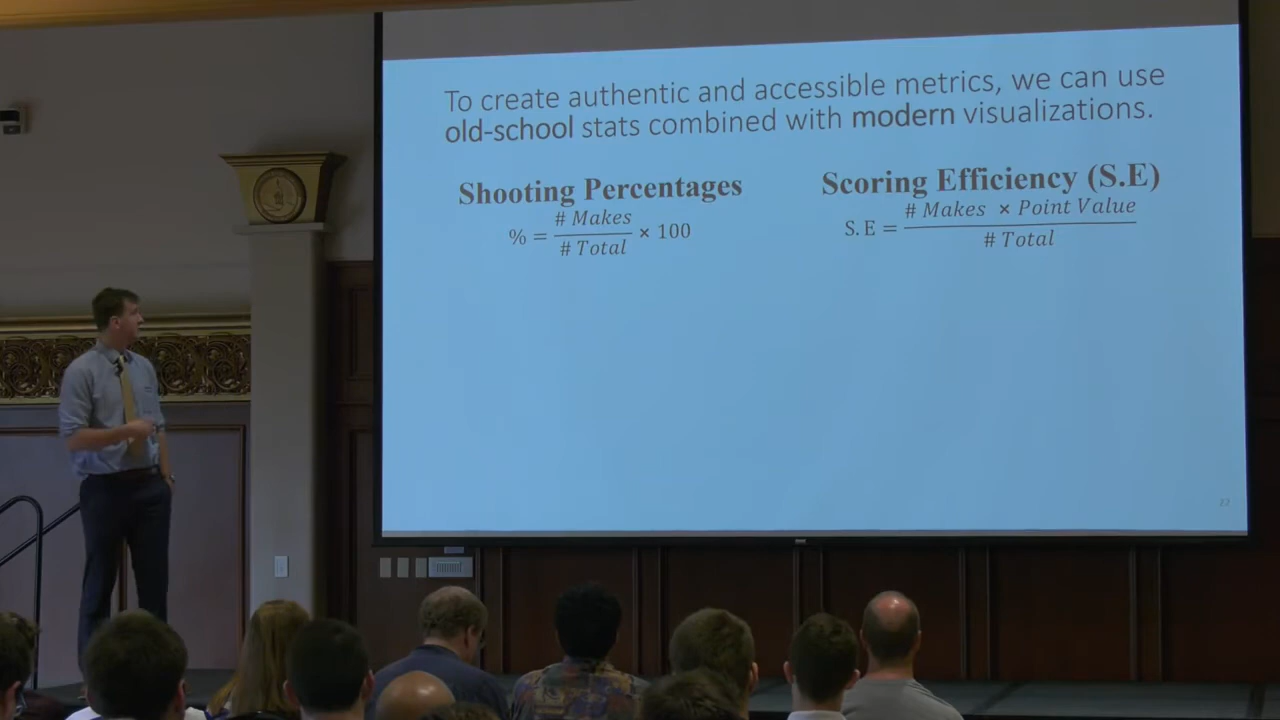 To create authentic and accessible metrics, we can use
old-school stats combined with modern visualizations.
Shooting Percentages
% = # Makes / # Total × 100
Scoring Efficiency (S.E)
S. E = # Makes × Point Value / # Total
22